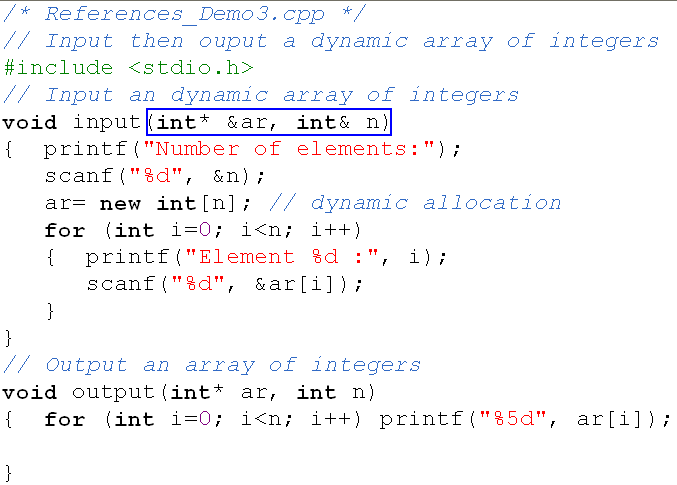 /* References_Demo3.cpp */
// Input then ouput a dynamic array of integers
#include <stdio.h>
// Input an dynamic array of integers
void input(int* &ar, int& n)
{  printf("Number of elements:");
   scanf("%d", &n);
   ar= new int[n]; // dynamic allocation
   for (int i=0; i<n; i++)
   {  printf("Element %d :", i);
      scanf("%d", &ar[i]);
   }
}
// Output an array of integers
void output(int* ar, int n)
{  for (int i=0; i<n; i++) printf("%5d", ar[i]);
}